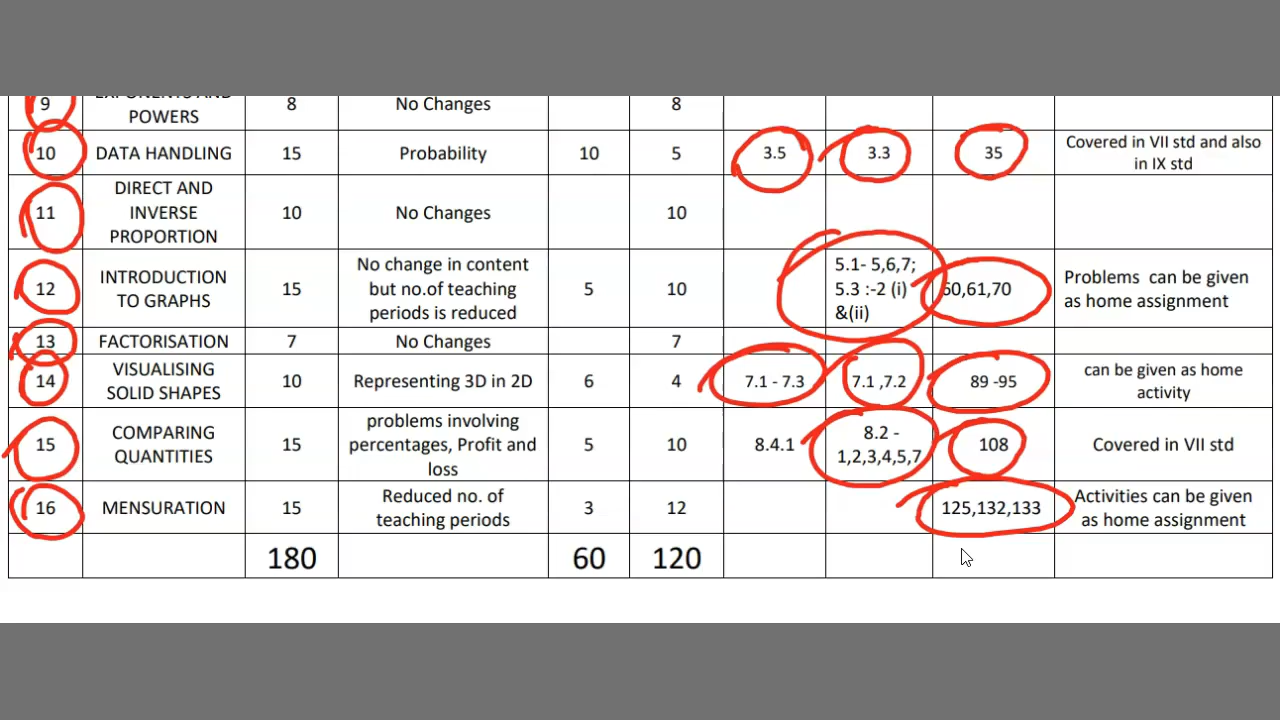 EXPONENTS AND
9 POWERS 8 No Changes 8
10 DATA HANDLING 15 Probability 10 5 3.5 3.3 35 Covered in VII std and also
in IX std
DIRECT AND
11 INVERSE 10 No Changes 10
PROPORTION
12 INTRODUCTION
TO GRAPHS
15
No change in content
but no.of teaching
periods is reduced
5 10
5.1- 5,6,7;
5.3 :-2 (i)
&(ii)
60,61,70
Problems can be given
as home assignment
13 FACTORISATION 7 No Changes 7
14 VISUALISING
SOLID SHAPES
10 Representing 3D in 2D 6 4 7.1 - 7.3 7.1 ,7.2 89 -95
can be given as home
activity
15 COMPARING
QUANTITIES
15
problems involving
percentages, Profit and
loss
5 10 8.4.1
8.2 -
1,2,3,4,5,7
108 Covered in VII std
16 MENSURATION 15
Reduced no. of
teaching periods
3 12 125,132,133
Activities can be given
as home assignment
180 60 120